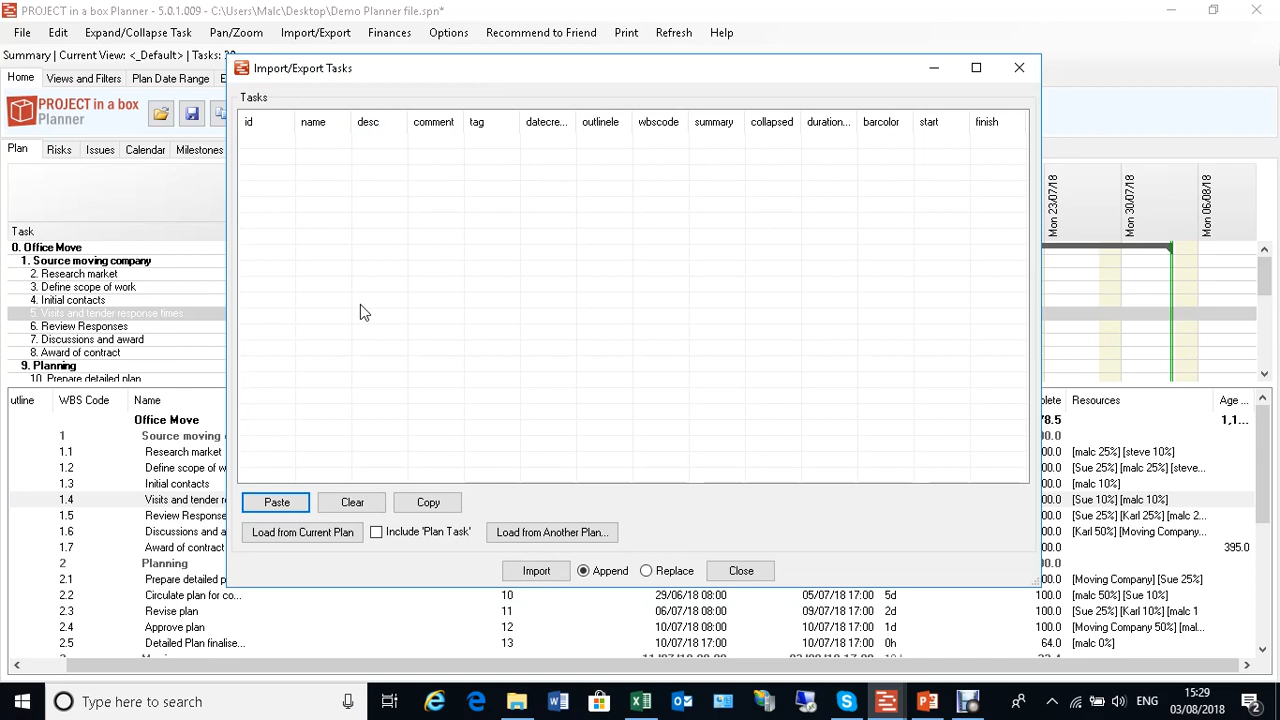 PROJECT in a box Planner - 5.0.1.009 - C:\Users\Malc\Desktop\Demo Planner file.spn*
File Edit Expand/Collapse Task Pan/Zoom Import/Export Finances Options Recommend to Friend Print Refresh Help
Summary | Current View: <_Default> | Tasks:
Home Views and Filters Plan Date Range
PROJECT in a box
Planner
Plan Risks Issues Calendar Milestones
Mon 23/07/18 Mon 30/07/18 Mon 06/08/18
Task
0. Office Move
1. Source moving company
2. Research market
3. Define scope of work
4. Initial contacts
5. Visits and tender response times
6. Review Responses
7. Discussions and award
8. Award of contract
9. Planning
10. Prepare detailed plan
Import/Export Tasks
Tasks
id name desc comment tag datecre... outlinele wbscode summary collapsed duration... barcolor start finish
Paste Clear Copy
Load from Current Plan Include 'Plan Task' Load from Another Plan...
Import Append Replace Close
utline WBS Code Name plete Resources Age ...
Office Move 78.5 1,1...
1 Source moving 00.0
1.1 Research market 00.0 [malc 25%] [steve 10%]
1.2 Define scope of w 00.0 [Sue 25%] [malc 25%] [steve...
1.3 Initial contacts 00.0 [malc 25%]
1.4 Visits and tender r 00.0 [Sue 10%] [malc 10%]
1.5 Review Response 00.0 [Sue 25%] [Karl 25%] [malc 2...
1.6 Discussions and a 00.0 [Karl 50%] [Moving Company...
1.7 Award of contract 00.0 395.0
2 Planning 00.0
2.1 Prepare detailed p 100.0 [Moving Company] [Sue 25%]
2.2 Circulate plan for co... 10 29/06/18 08:00 05/07/18 17:00 5d 100.0 [malc 50%] [Sue 10%]
2.3 Revise plan 11 06/07/18 08:00 09/07/18 17:00 2d 100.0 [Sue 25%] [Karl 10%] [malc 1
2.4 Approve plan 12 10/07/18 08:00 10/07/18 17:00 1d 100.0 [Moving Company 50%] [mal...
2.5 Detailed Plan finalise... 13 10/07/18 17:00 10/07/18 17:00 0h 64.0 [malc 0%]
Type here to search
ENG
15:29
03/08/2018
2